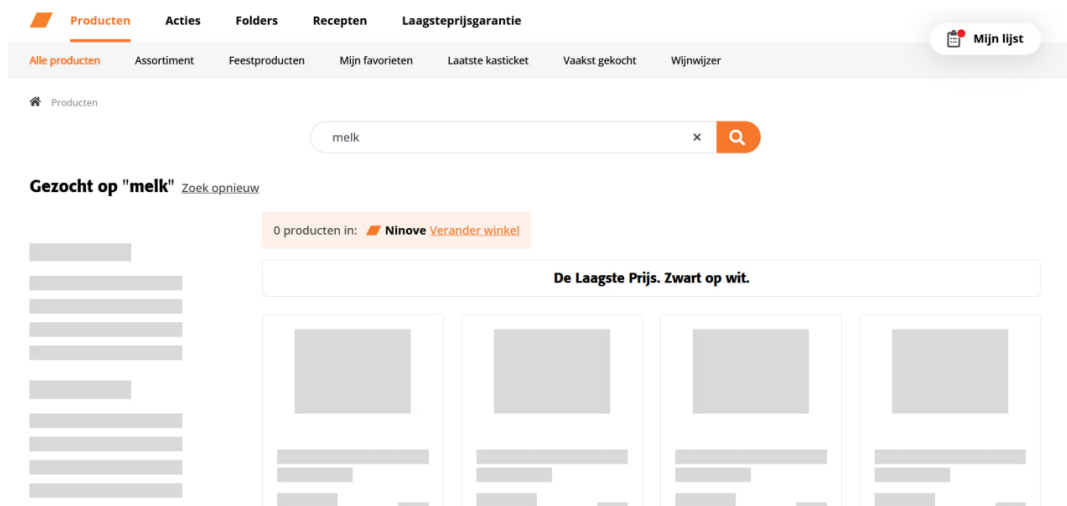 Producten Acties Folders Recepten Laagsteprijsgarantie
Mijn lijst
Alle producten Assortiment Feestproducten Mijn favorieten Laatste kasticket Vaakst gekocht Wijnwijzer
Producten
melk
Gezocht op "melk" Zoek opnieuw
0 producten in: Ninove Verander winkel
De Laagste Prijs. Zwart op wit.